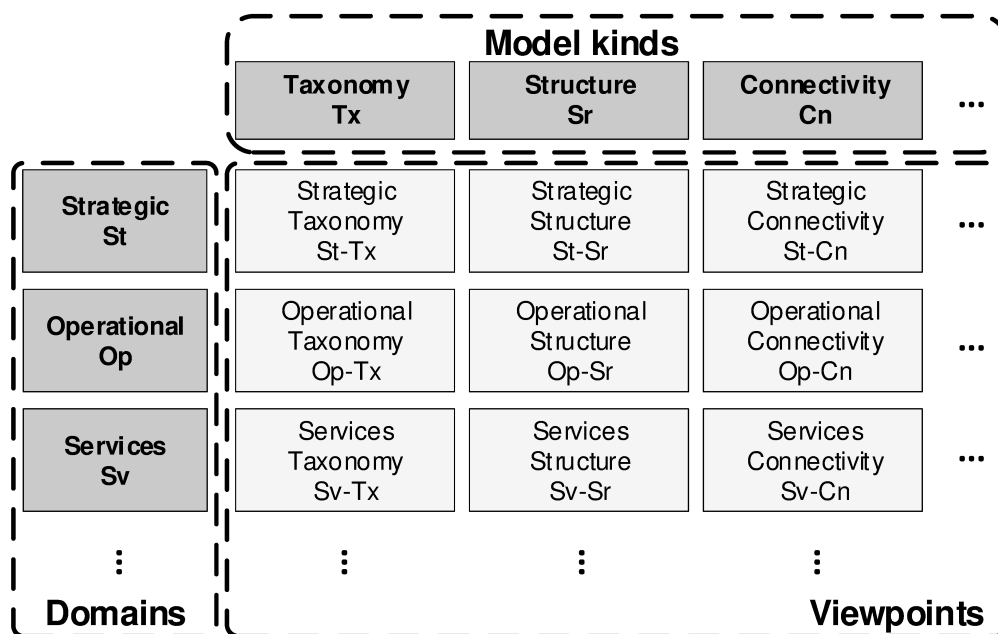 Model kinds
Taxonomy
Tx
Structure
Sr
Connectivity
Cn
...
Strategic
St
Strategic
Taxonomy
St-Tx
Strategic
Structure
St-Sr
Strategic
Connectivity
St-Cn
...
Operational
Op
Operational
Taxonomy
Op-Tx
Operational
Structure
Op-Sr
Operational
Connectivity
Op-Cn
...
Services
Sv
Services
Taxonomy
Sv-Tx
Services
Structure
Sv-Sr
Services
Connectivity
Sv-Cn
...
⋮
⋮
⋮
⋮
Domains
Viewpoints